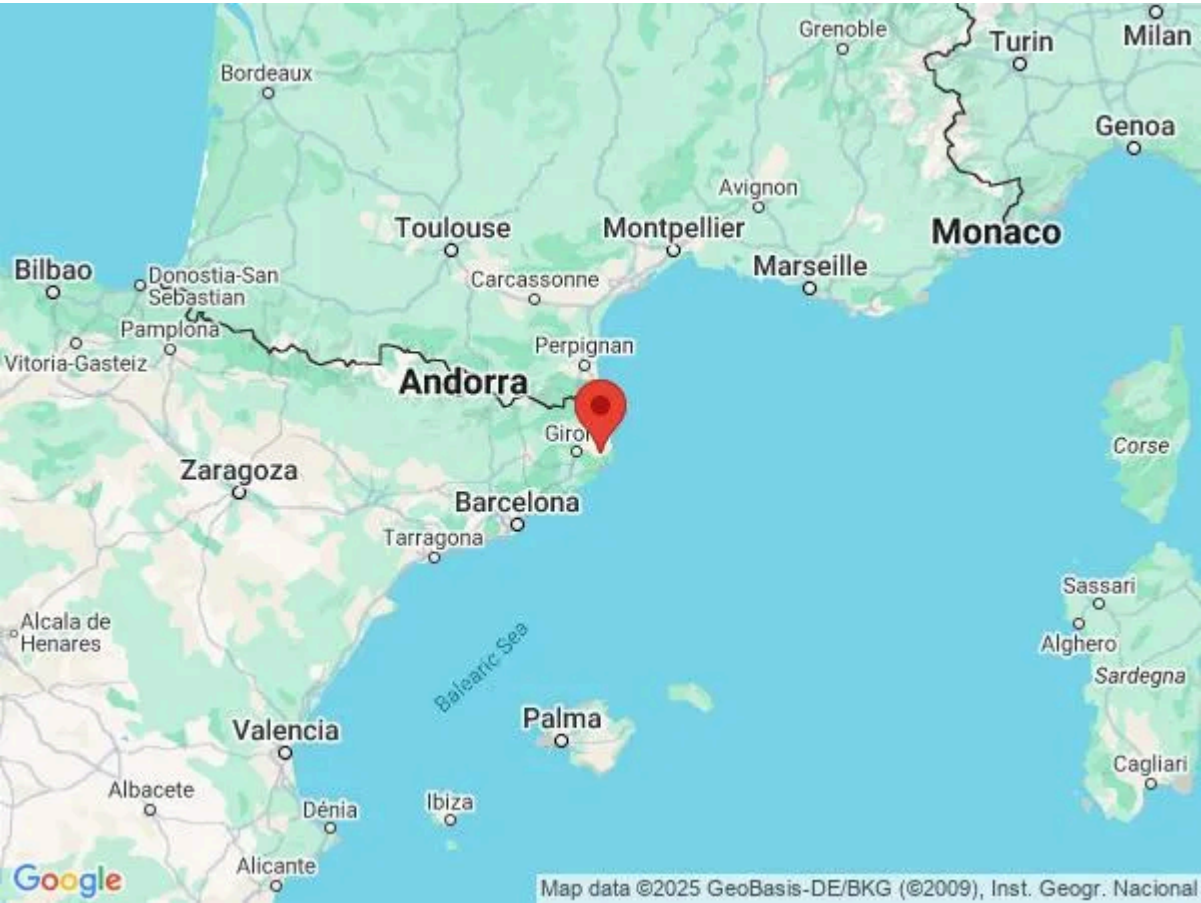 Grenoble
Turin
Milan
Bordeaux
Genoa
Avignon
Toulouse
Montpellier
Monaco
Bilbao
Donostia-San
Sebastian
Carcassonne
Marseille
Pamplona
Vitoria-Gasteiz
Perpignan
Andorra
Corse
Zaragoza
Barcelona
Tarragona
Sassari
Alcala de
Henares
Alghero
Balearic Sea
Sardegna
Palma
Valencia
Cagliari
Albacete
Ibiza
Dénia
Alicante
Google
Map data ©2025 GeoBasis-DE/BKG (©2009), Inst. Geogr. Nacional